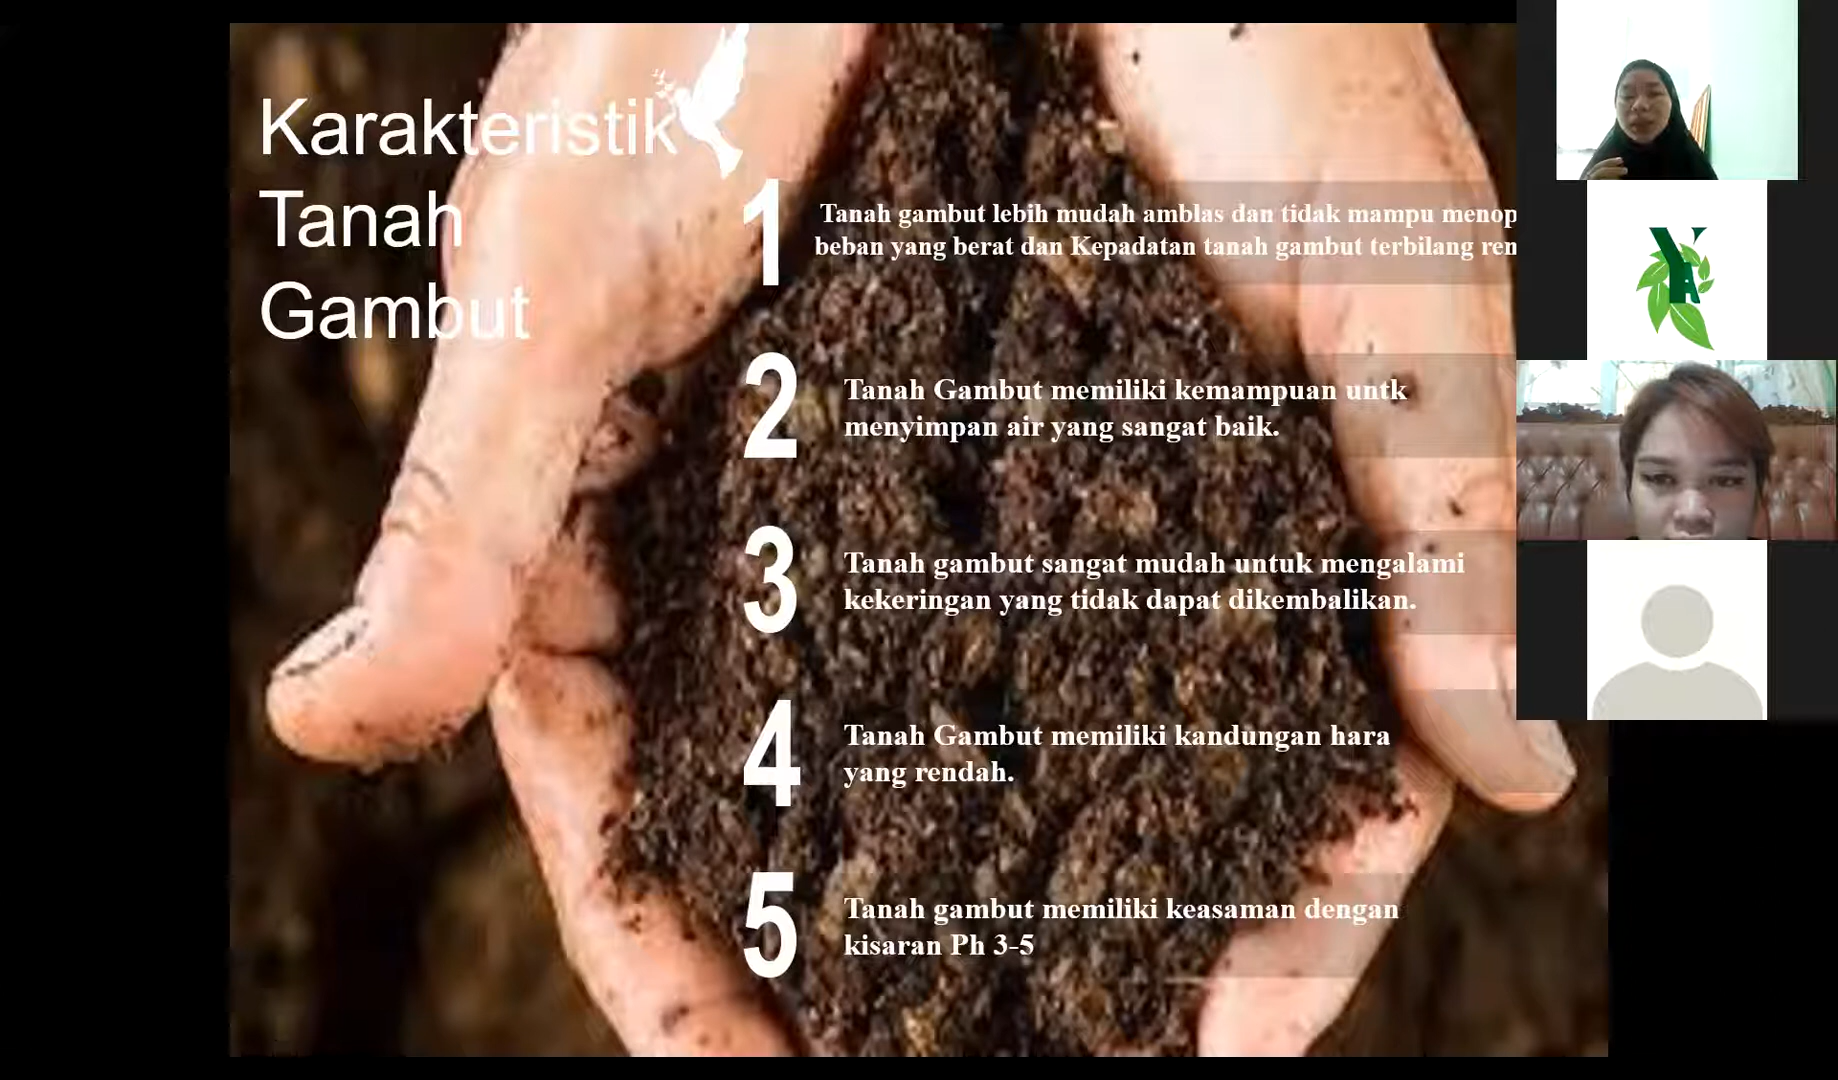 Karakteristik
Tanah
Gambut
1
Tanah gambut lebih mudah amblas dan tidak mampu
beban yang berat dan Kepadatan tanah gambut terbilang
2
Tanah Gambut memiliki kemampuan untk
menyimpan air yang sangat baik.
3
Tanah gambut sangat mudah untuk mengalami
kekeringan yang tidak dapat dikembalikan.
4
Tanah Gambut memiliki kandungan hara
yang rendah.
5
Tanah gambut memiliki keasaman dengan
kisaran Ph 3-5